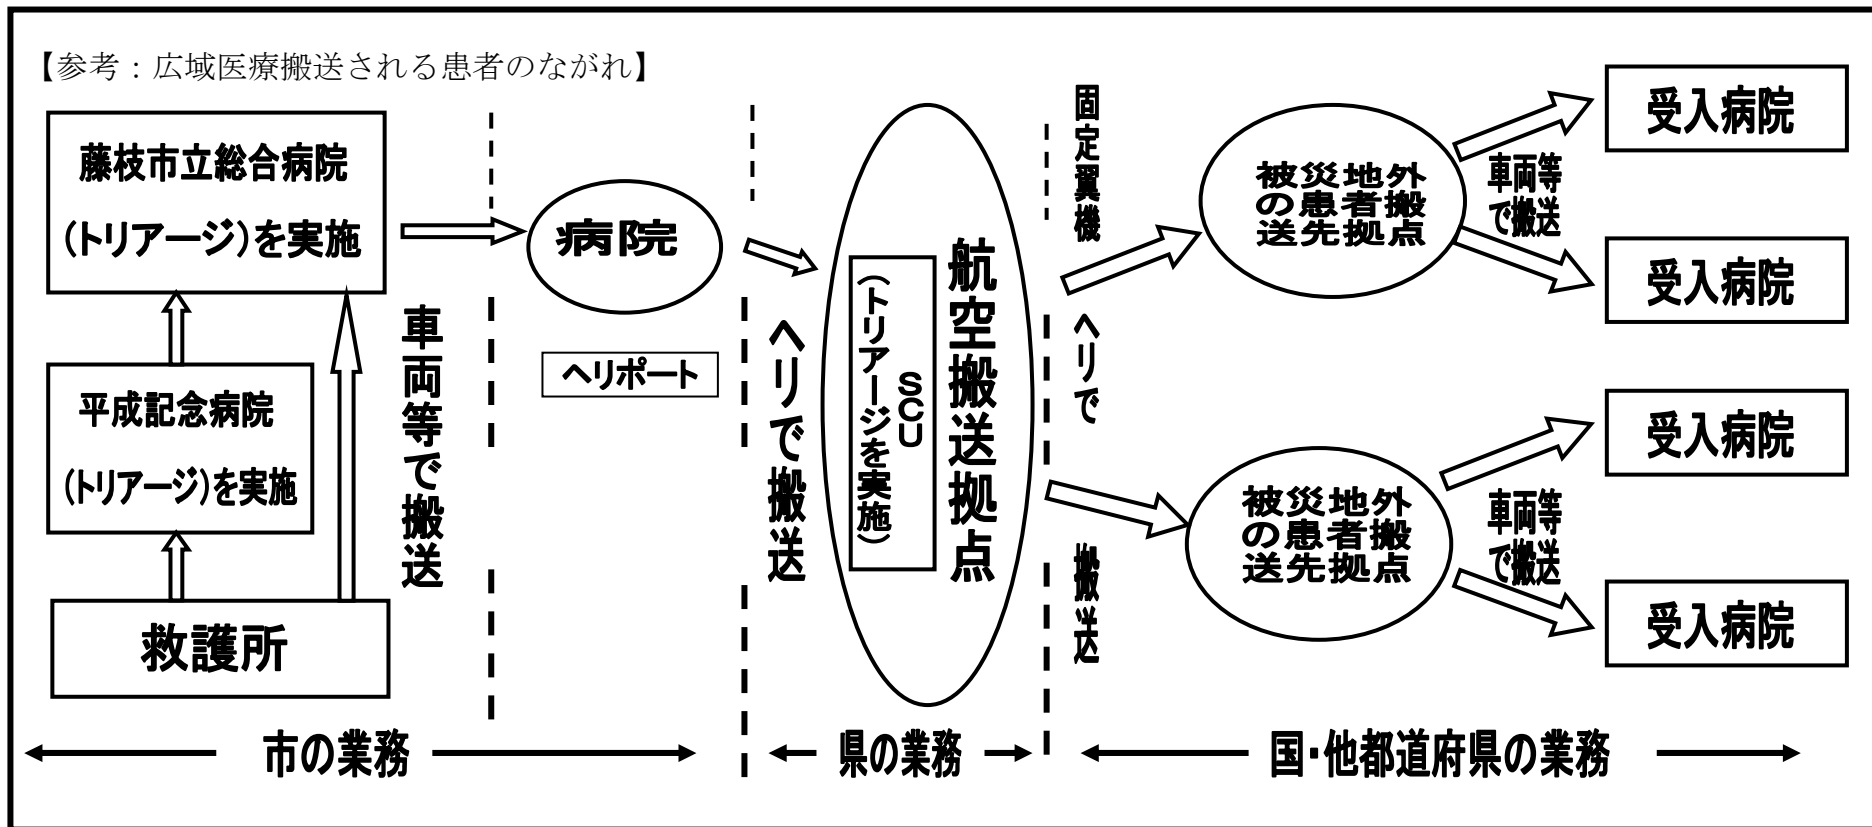 【参考：広域医療搬送される患者のながれ】
藤枝市立総合病院
(トリアージ)を実施
平成記念病院
(トリアージ)を実施
救護所
車両等で搬送
病院
ヘリポート
ヘリで搬送
航空搬送拠点
SCU
(トリアージを実施)
固定翼機
ヘリで
搬送
被災地外
の患者搬
送先拠点
車両等
で搬送
受入病院
受入病院
被災地外
の患者搬
送先拠点
車両等
で搬送
受入病院
受入病院
市の業務
県の業務
国・他都道府県の業務